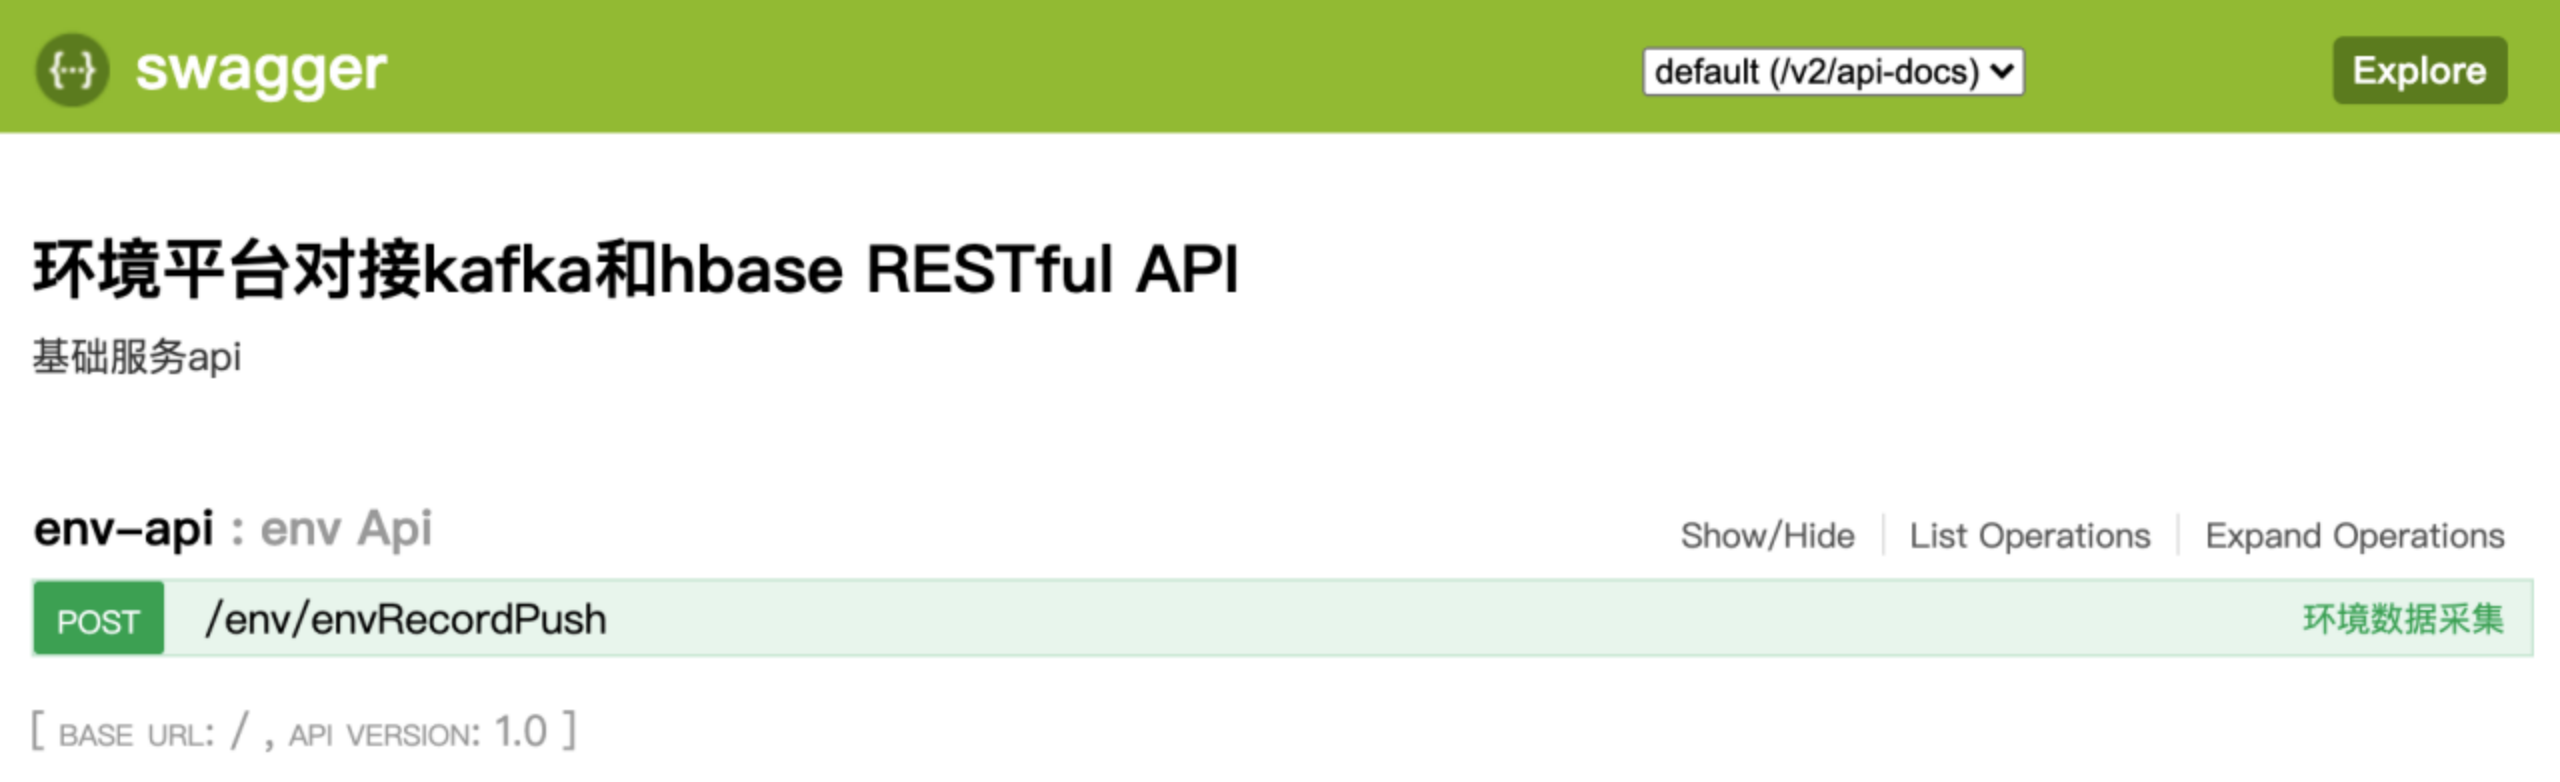 {···} swagger default (/v2/api-docs) Explore
环境平台对接kafka和hbase RESTful API
基础服务api
env-api : env Api Show/Hide List Operations Expand Operations
POST /env/envRecordPush 环境数据采集
[ BASE URL: / , API VERSION: 1.0 ]